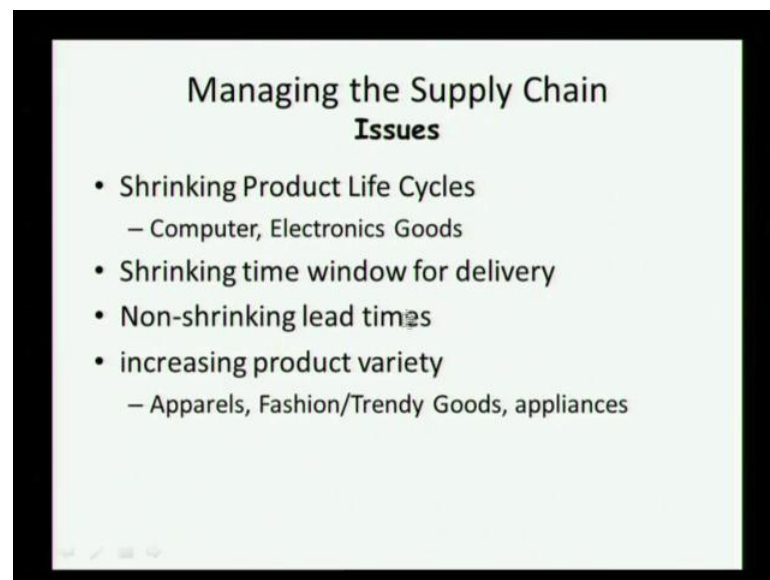 Managing the Supply Chain
Issues
• Shrinking Product Life Cycles
– Computer, Electronics Goods
• Shrinking time window for delivery
• Non-shrinking lead times
• increasing product variety
– Apparels, Fashion/Trendy Goods, appliances